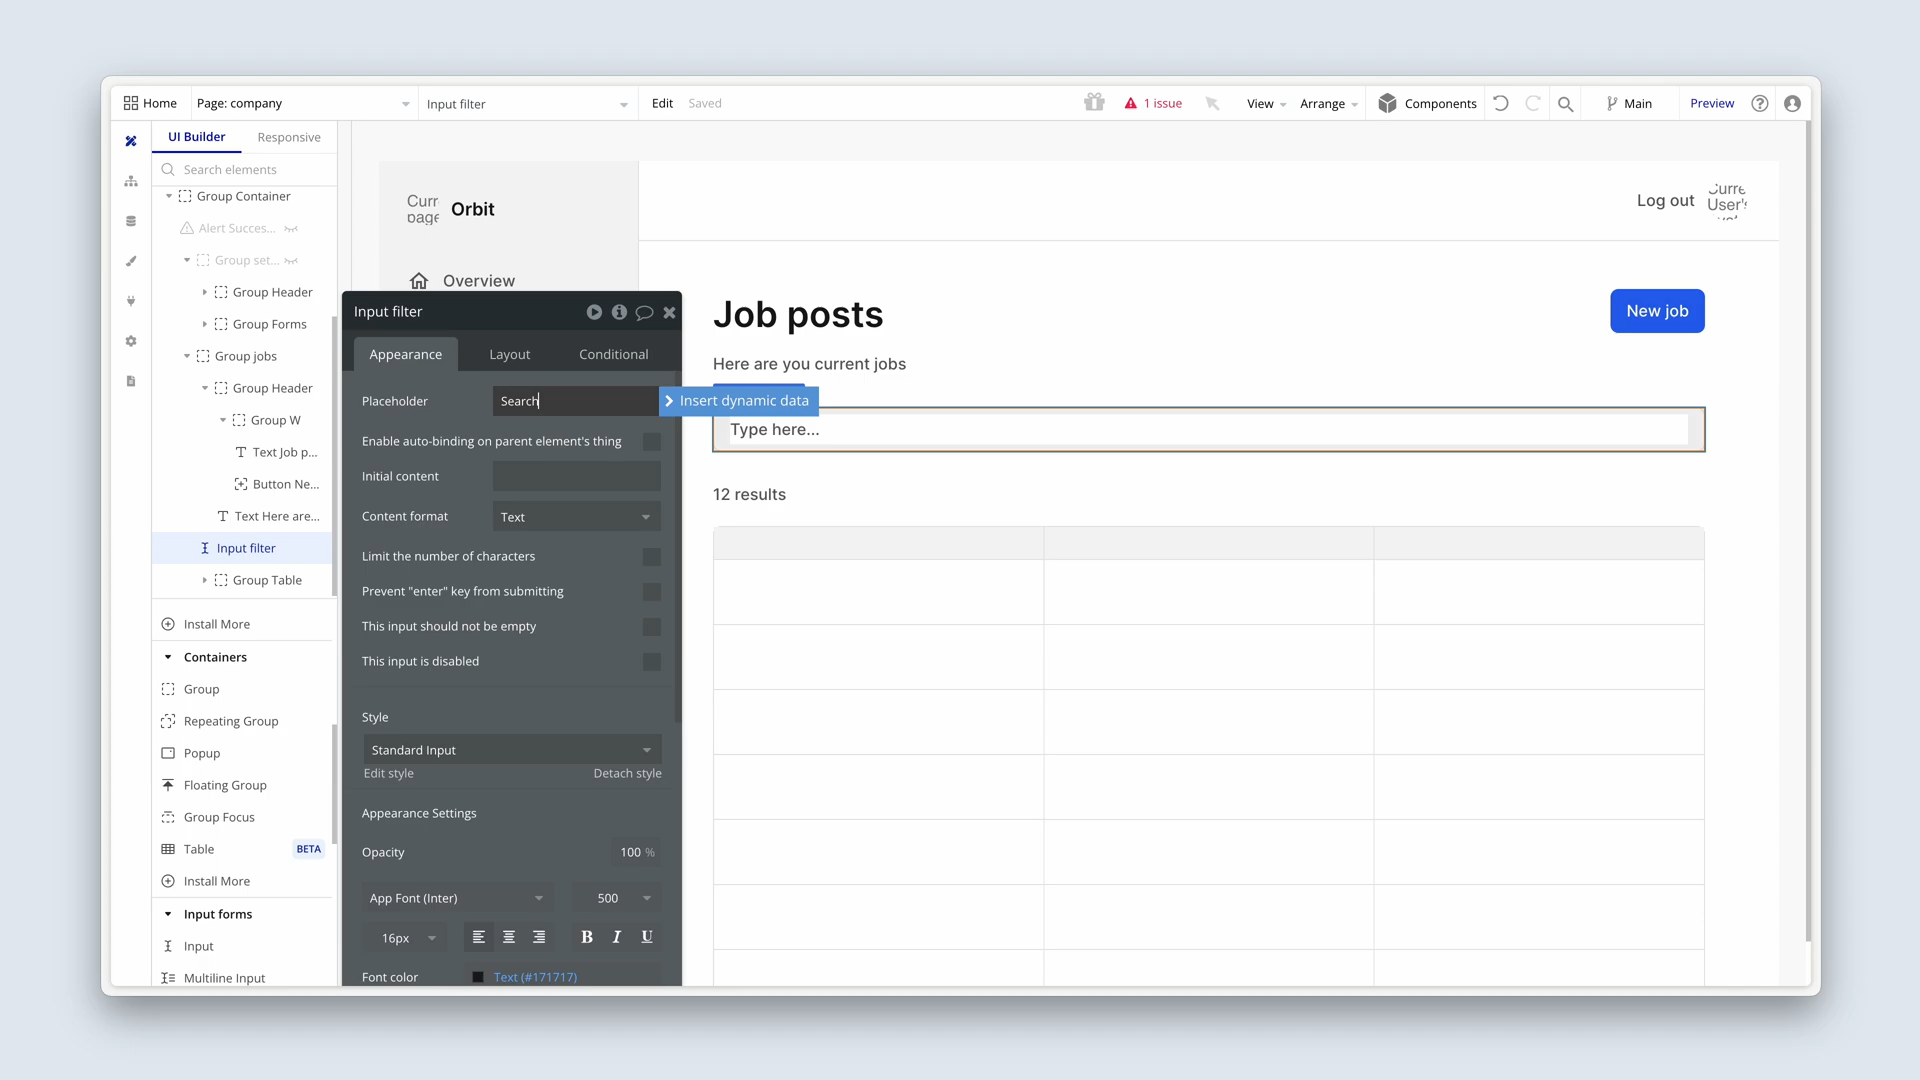 Home
Page: company
Input filter
Edit
Saved
1 issue
View
Arrange
Components
Main
Preview
UI Builder
Responsive
Search elements
Group Container
Alert Succes...
Group set...
Group Header
Group Forms
Group jobs
Group Header
Group W
Text Job p...
Button Ne...
Text Here are...
Input filter
Group Table
Install More
Containers
Group
Repeating Group
Popup
Floating Group
Group Focus
Table
BETA
Install More
Input forms
Input
Multiline Input
Input filter
Appearance
Layout
Conditional
Placeholder
Search
Insert dynamic data
Enable auto-binding on parent element's thing
Initial content
Content format
Text
Limit the number of characters
Prevent "enter" key from submitting
This input should not be empty
This input is disabled
Style
Standard Input
Edit style
Detach style
Appearance Settings
Opacity
100 %
App Font (Inter)
500
16px
B I U
Font color
Text (#171717)
Curr
page
Orbit
Overview
Log out
Curre
User's
Job posts
New job
Here are you current jobs
Type here...
12 results